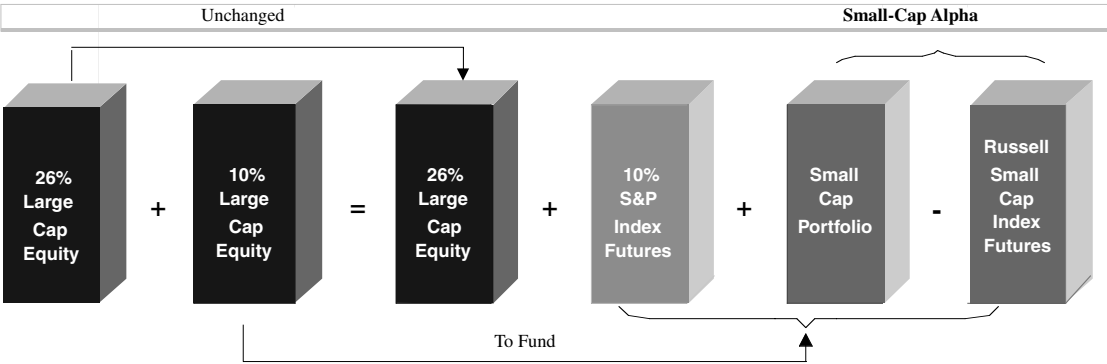 Unchanged
Small-Cap Alpha
26%
Large
Cap
Equity
+
10%
Large
Cap
Equity
=
26%
Large
Cap
Equity
+
10%
S&P
Index
Futures
+
Small
Cap
Portfolio
-
Russell
Small
Cap
Index
Futures
To Fund